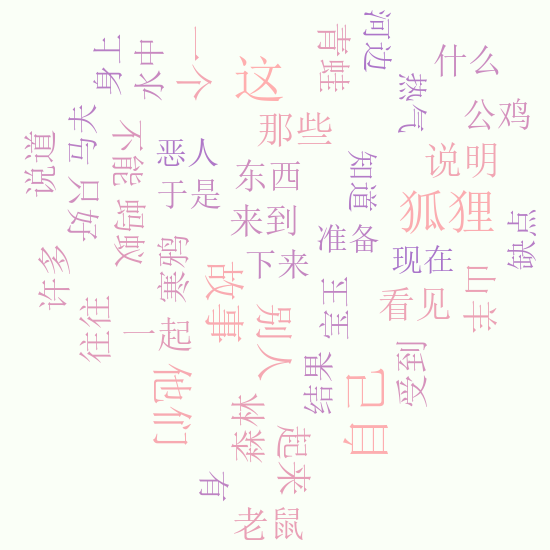 河边
什么
青蛙
身上
水中
一个
这
热气
公鸡
那些
说道
马夫
不能
恶人
东西
知道
说明
蚂蚁
于是
来到
狐狸
缺点
寒鸦
准备
下来
现在
许多
往往
一起
故事
宙斯
看见
山羊
别人
结果
受到
他们
自己
森林
起来
有
老鼠